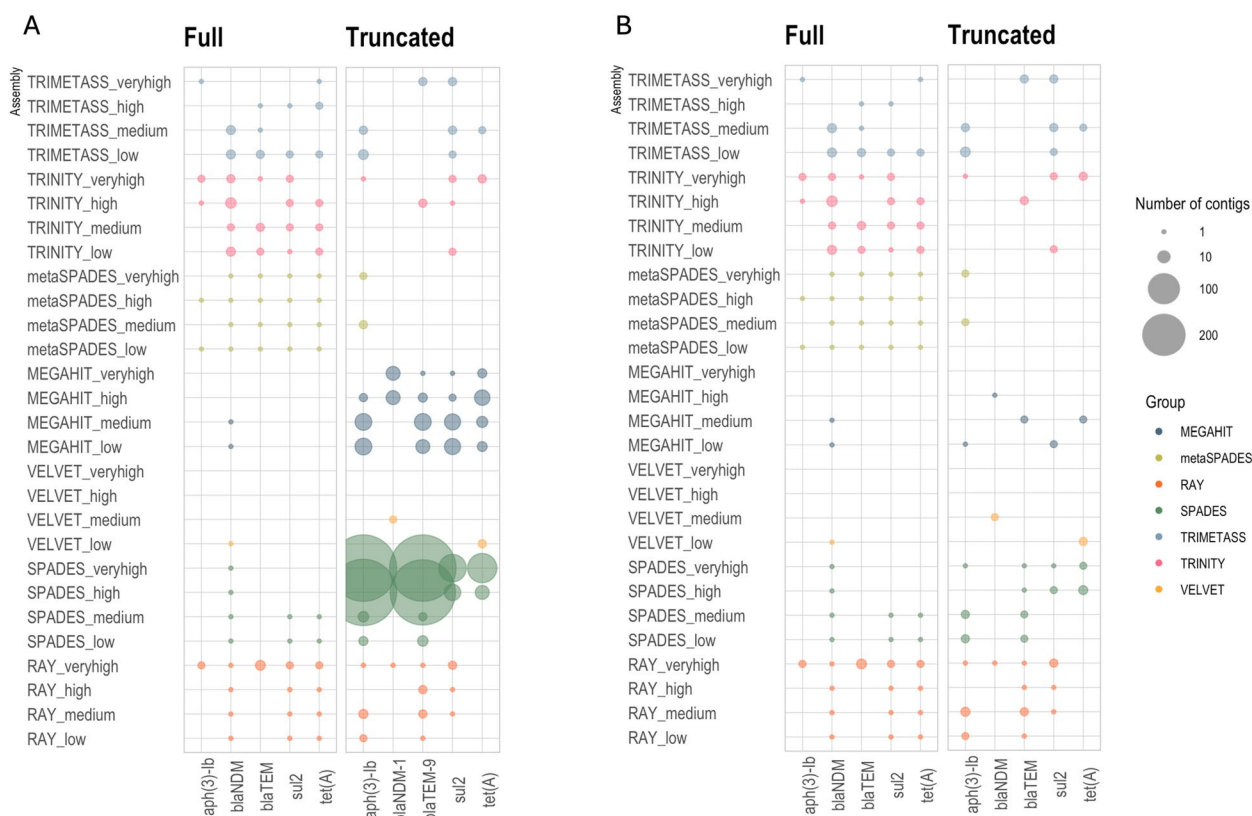 A
Full
Truncated
Assembly
TRIMETASS_veryhigh
TRIMETASS_high
TRIMETASS_medium
TRIMETASS_low
TRINITY_veryhigh
TRINITY_high
TRINITY_medium
TRINITY_low
metaSPADES_veryhigh
metaSPADES_high
metaSPADES_medium
metaSPADES_low
MEGAHIT_veryhigh
MEGAHIT_high
MEGAHIT_medium
MEGAHIT_low
VELVET_veryhigh
VELVET_high
VELVET_medium
VELVET_low
SPADES_veryhigh
SPADES_high
SPADES_medium
SPADES_low
RAY_veryhigh
RAY_high
RAY_medium
RAY_low
aph(3)-Ib
blaNDM
blaTEM
sul2
tet(A)
aph(3)-Ib
blaNDM-1
blaTEM-9
sul2
tet(A)
B
Full
Truncated
Assembly
TRIMETASS_veryhigh
TRIMETASS_high
TRIMETASS_medium
TRIMETASS_low
TRINITY_veryhigh
TRINITY_high
TRINITY_medium
TRINITY_low
metaSPADES_veryhigh
metaSPADES_high
metaSPADES_medium
metaSPADES_low
MEGAHIT_veryhigh
MEGAHIT_high
MEGAHIT_medium
MEGAHIT_low
VELVET_veryhigh
VELVET_high
VELVET_medium
VELVET_low
SPADES_veryhigh
SPADES_high
SPADES_medium
SPADES_low
RAY_veryhigh
RAY_high
RAY_medium
RAY_low
aph(3)-Ib
blaNDM
blaTEM
sul2
tet(A)
aph(3)-Ib
blaNDM
blaTEM
sul2
tet(A)
Number of contigs
1
10
100
200
Group
MEGAHIT
metaSPADES
RAY
SPADES
TRIMETASS
TRINITY
VELVET